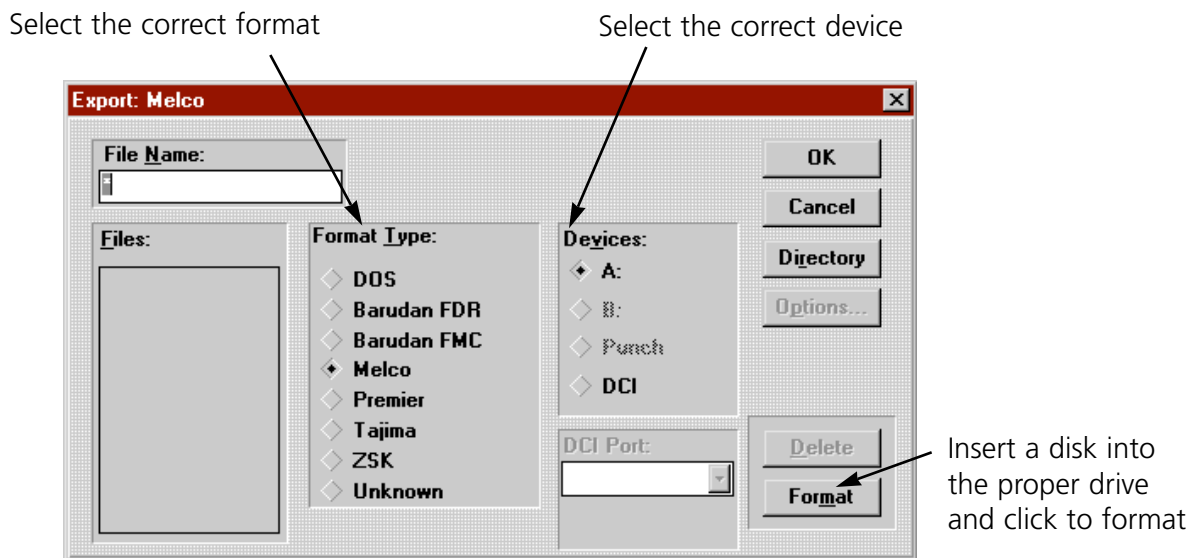 Select the correct format
Select the correct device
Export: Melco
File Name:
*
OK
Cancel
Directory
Options...
Files:
Format Type:
DOS
Barudan FDR
Barudan FMC
Melco
Premier
Tajima
ZSK
Unknown
Devices:
A:
B:
Punch
DCI
DCI Port:
Delete
Format
Insert a disk into
the proper drive
and click to format